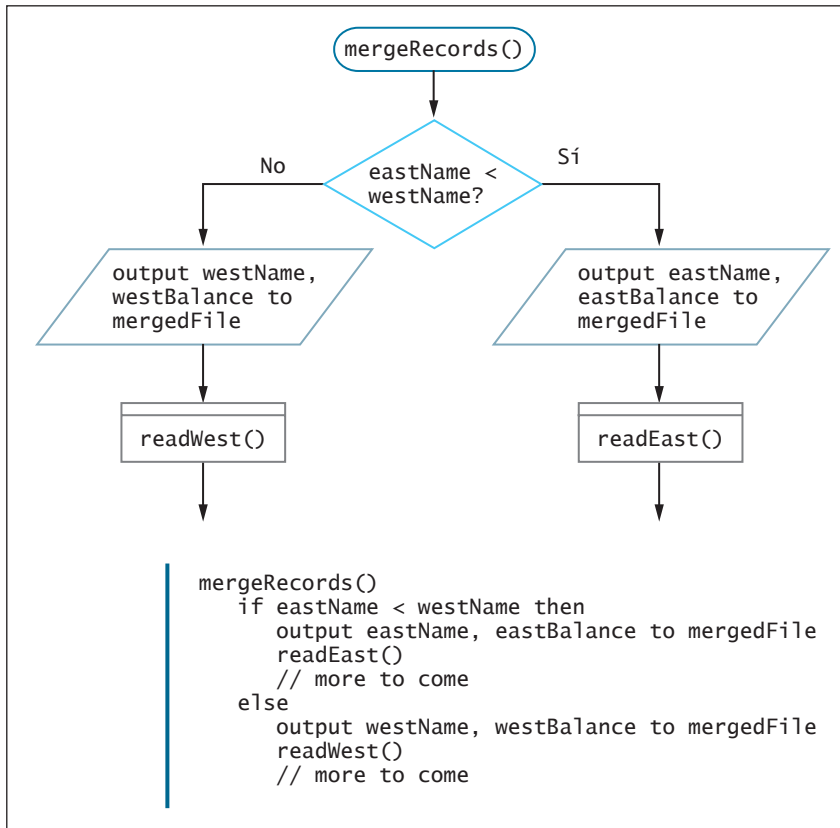 mergeRecords()
eastName <
westName?
No
Sí
output westName,
westBalance to
mergedFile
output eastName,
eastBalance to
mergedFile
readWest()
readEast()
mergeRecords()
if eastName < westName then
output eastName, eastBalance to mergedFile
readEast()
// more to come
else
output westName, westBalance to mergedFile
readWest()
// more to come